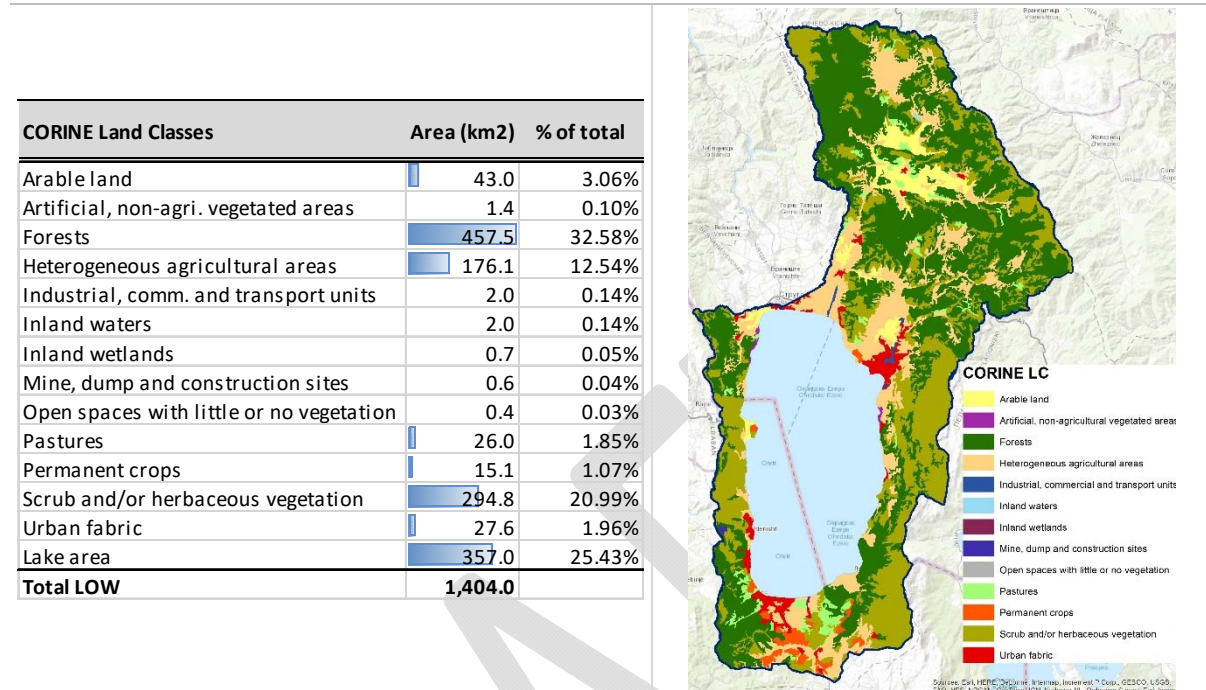 CORINE Land Classes Area (km2) % of total
Arable land 43.0 3.06%
Artificial, non-agri. vegetated areas 1.4 0.10%
Forests 457.5 32.58%
Heterogeneous agricultural areas 176.1 12.54%
Industrial, comm. and transport units 2.0 0.14%
Inland waters 2.0 0.14%
Inland wetlands 0.7 0.05%
Mine, dump and construction sites 0.6 0.04%
Open spaces with little or no vegetation 0.4 0.03%
Pastures 26.0 1.85%
Permanent crops 15.1 1.07%
Scrub and/or herbaceous vegetation 294.8 20.99%
Urban fabric 27.6 1.96%
Lake area 357.0 25.43%
Total LOW 1,404.0
CORINE LC
Arable land
Artificial, non-agricultural vegetated areas
Forests
Heterogeneous agricultural areas
Industrial, commercial and transport units
Inland waters
Inland wetlands
Mine, dump and construction sites
Open spaces with little or no vegetation
Pastures
Permanent crops
Scrub and/or herbaceous vegetation
Urban fabric